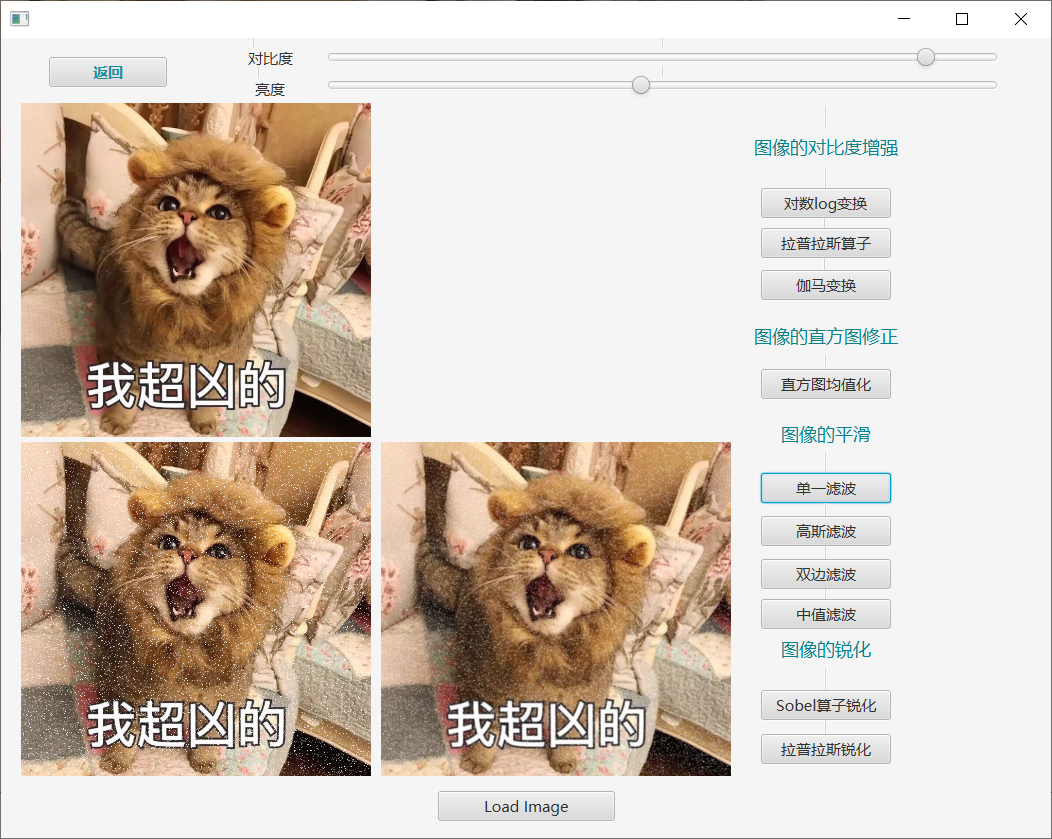 返回
对比度
亮度
我超凶的
我超凶的
我超凶的
图像的对比度增强
对数log变换
拉普拉斯算子
伽马变换
图像的直方图修正
直方图均值化
图像的平滑
单一滤波
高斯滤波
双边滤波
中值滤波
图像的锐化
Sobel算子锐化
拉普拉斯锐化
Load Image